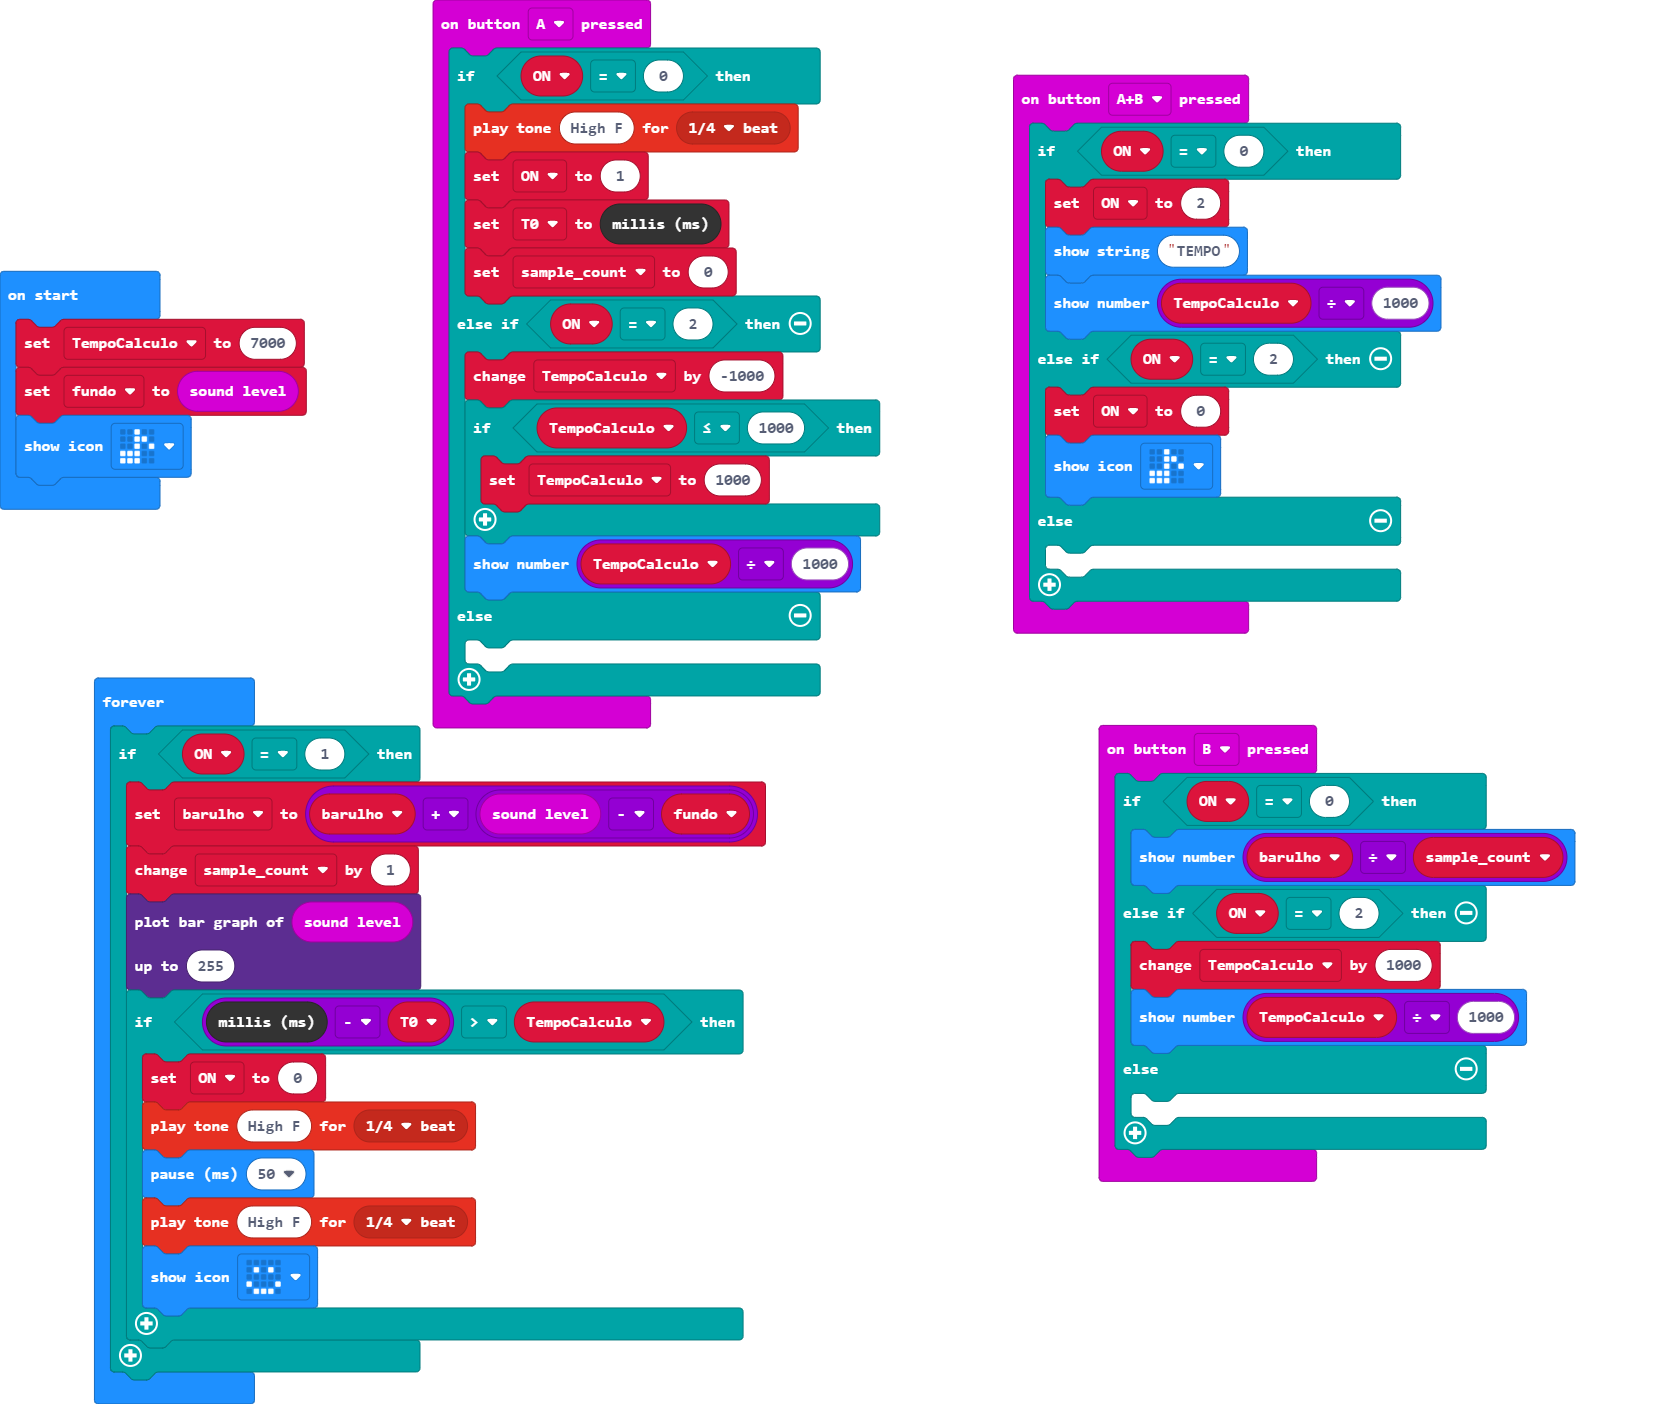 on start
set TempoCalculo to 7000
set fundo to sound level
show icon
on button A pressed
if ON = 0 then
play tone High F for 1/4 beat
set ON to 1
set T0 to millis (ms)
set sample_count to 0
else if ON = 2 then
change TempoCalculo by -1000
if TempoCalculo ≤ 1000 then
set TempoCalculo to 1000
show number TempoCalculo ÷ 1000
else
on button A+B pressed
if ON = 0 then
set ON to 2
show string "TEMPO"
show number TempoCalculo ÷ 1000
else if ON = 2 then
set ON to 0
show icon
else
forever
if ON = 1 then
set barulho to barulho + sound level - fundo
change sample_count by 1
plot bar graph of sound level
up to 255
if millis (ms) - T0 > TempoCalculo then
set ON to 0
play tone High F for 1/4 beat
pause (ms) 50
play tone High F for 1/4 beat
show icon
on button B pressed
if ON = 0 then
show number barulho ÷ sample_count
else if ON = 2 then
change TempoCalculo by 1000
show number TempoCalculo ÷ 1000
else